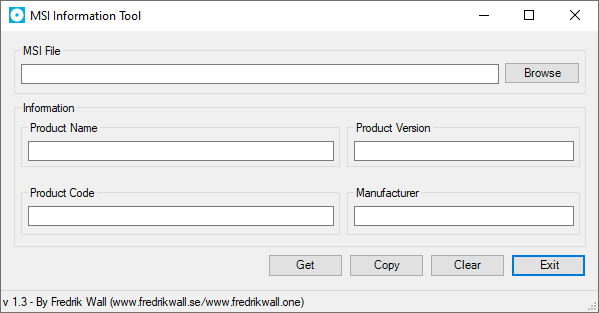 MSI Information Tool
MSI File
Browse
Information
Product Name
Product Version
Product Code
Manufacturer
Get Copy Clear Exit
v 1.3 - By Fredrik Wall (www.fredrikwall.se/www.fredrikwall.one)